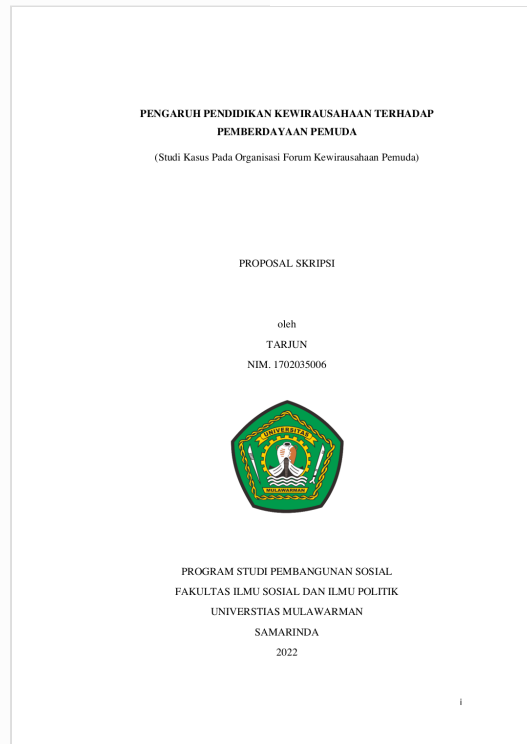 PENGARUH PENDIDIKAN KEWIRAUSAHAAN TERHADAP
PEMBERDAYAAN PEMUDA
(Studi Kasus Pada Organisasi Forum Kewirausahaan Pemuda)
PROPOSAL SKRIPSI
oleh
TARJUN
NIM. 1702035006
UNIVERSITAS
MULAWARMAN
PROGRAM STUDI PEMBANGUNAN SOSIAL
FAKULTAS ILMU SOSIAL DAN ILMU POLITIK
UNIVERSTIAS MULAWARMAN
SAMARINDA
2022
i